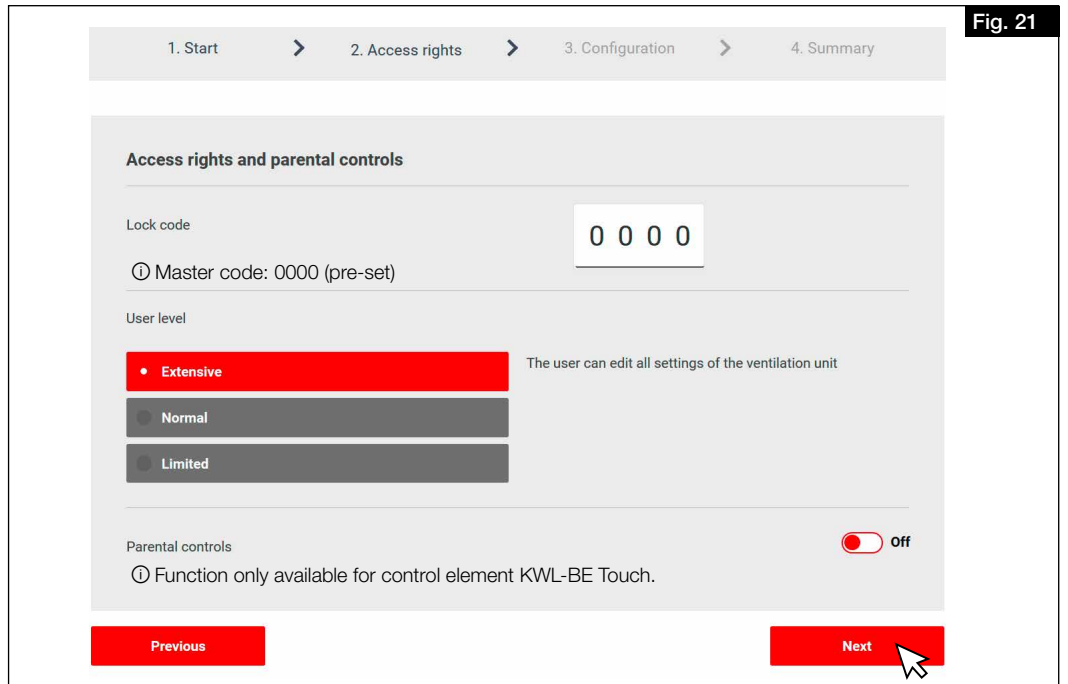 Fig. 21
1. Start > 2. Access rights > 3. Configuration > 4. Summary
Access rights and parental controls
Lock code
0 0 0 0
ⓘ Master code: 0000 (pre-set)
User level
Extensive
The user can edit all settings of the ventilation unit
Normal
Limited
Parental controls
Off
ⓘ Function only available for control element KWL-BE Touch.
Previous
Next